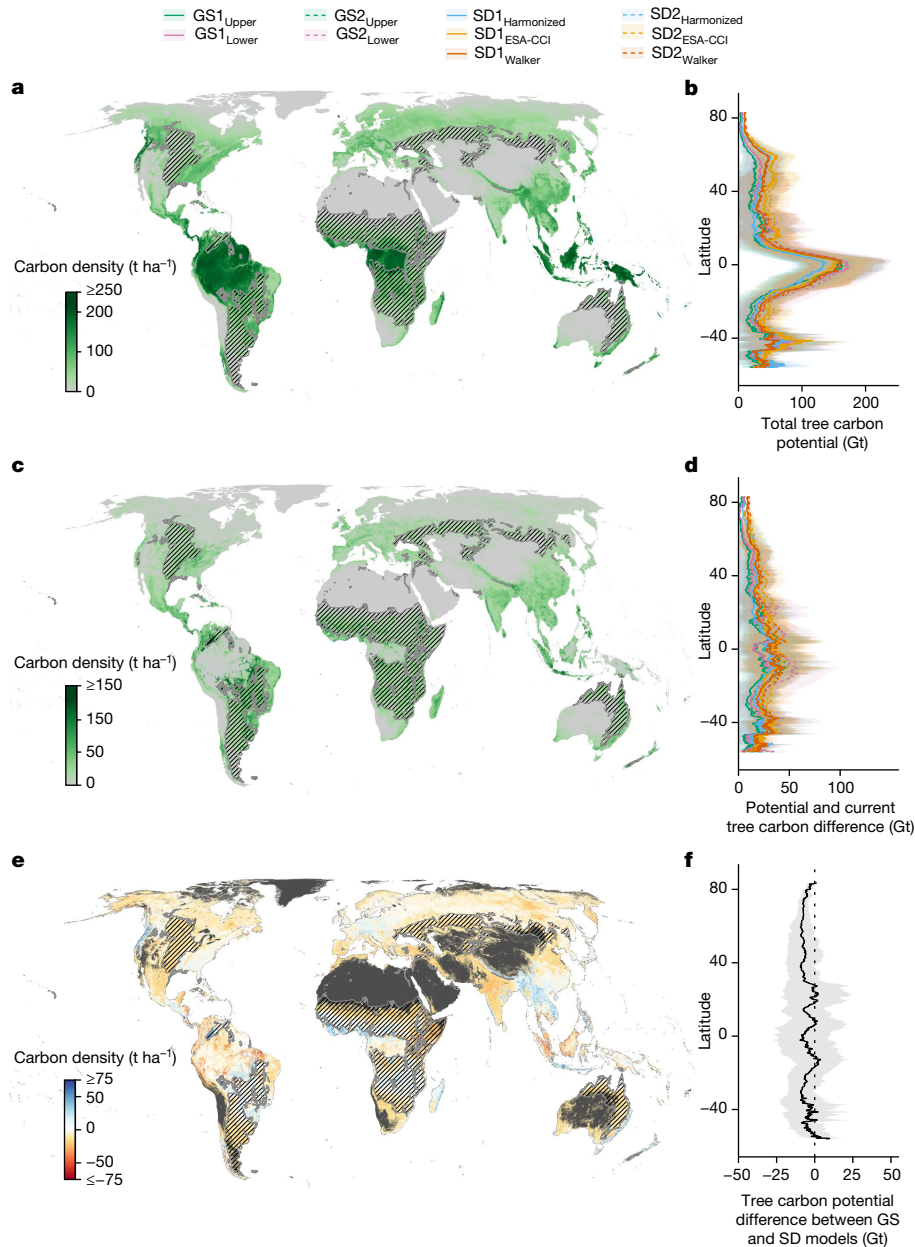 GS1Upper GS2Upper SD1Harmonized SD2Harmonized
GS1Lower GS2Lower SD1ESA-CCI SD2ESA-CCI
SD1Walker SD2Walker
a
Carbon density (t ha−1)
≥250
200
100
0
b
80
40
0
−40
Latitude
0 100 200
Total tree carbon
potential (Gt)
c
Carbon density (t ha−1)
≥150
100
50
0
d
80
40
0
−40
Latitude
0 50 100
Potential and current
tree carbon difference (Gt)
e
Carbon density (t ha−1)
≥75
50
0
−50
≤−75
f
80
40
0
−40
Latitude
−50 −25 0 25 50
Tree carbon potential
difference between GS
and SD models (Gt)